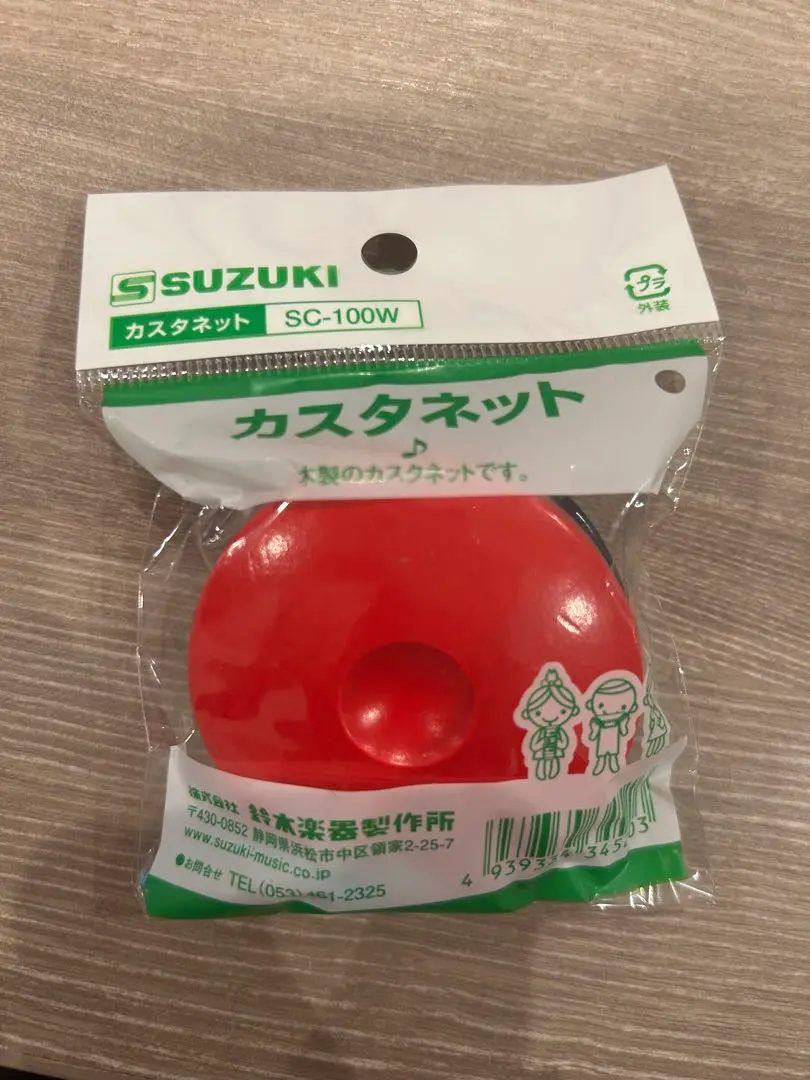 SUZUKI
カスタネット SC-100W
プラ
外装
カスタネット
木製のカスタネットです。
株式会社 鈴木楽器製作所
〒430-0852 静岡県浜松市中区領家2-25-7
www.suzuki-music.co.jp
●お問合せ TEL(053)461-2325
4